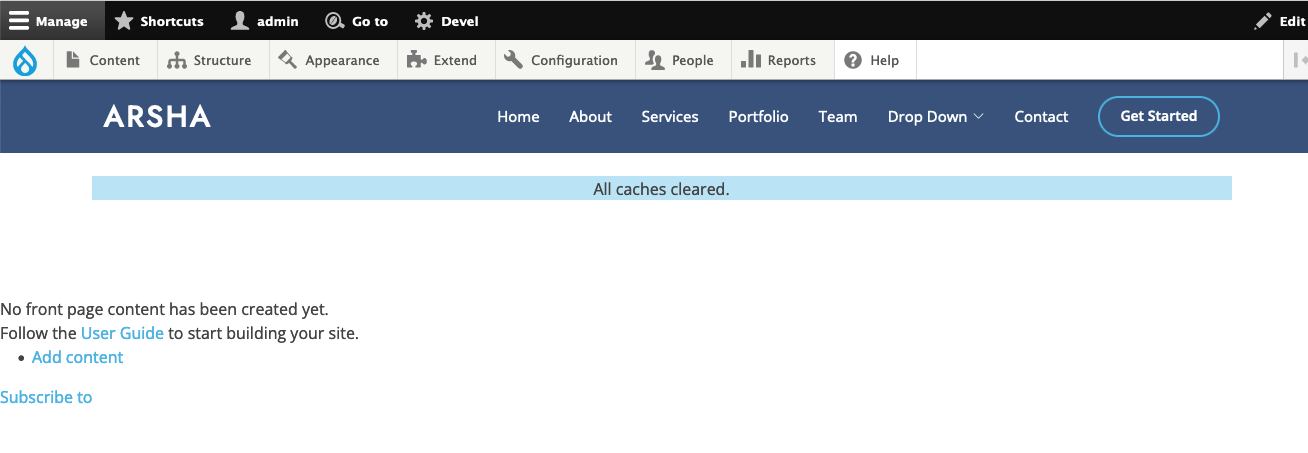 Manage Shortcuts admin Go to Devel Edit
Content Structure Appearance Extend Configuration People Reports Help
ARSHA Home About Services Portfolio Team Drop Down Contact Get Started
All caches cleared.
No front page content has been created yet.
Follow the User Guide to start building your site.
Add content
Subscribe to